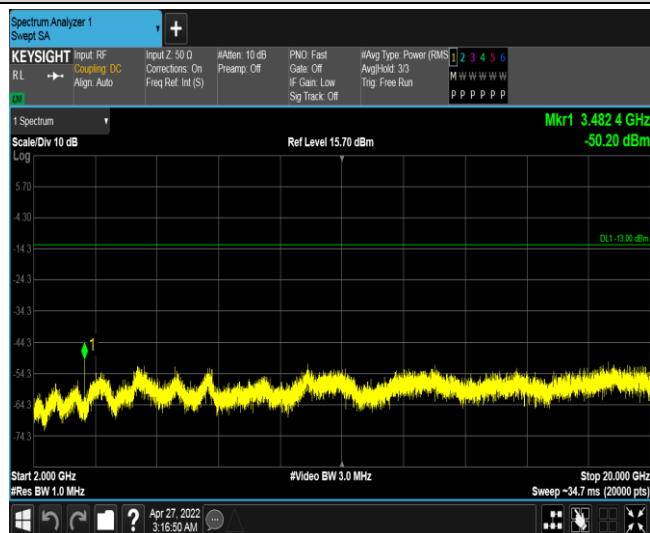 Spectrum Analyzer 1
Swept SA
+
KEYSIGHT
RL
Input: RF
Coupling: DC
Align: Auto
Input Z: 50 Ω
Corrections: On
Freq Ref: Int (S)
#Atten: 10 dB
Preamp: Off
PNO: Fast
Gate: Off
IF Gain: Low
Sig Track: Off
#Avg Type: Power (RMS
Avg|Hold: 3/3
Trig: Free Run
1 2 3 4 5 6
M W W W W W
P P P P P P
1 Spectrum
Mkr1 3.482 4 GHz
-50.20 dBm
Scale/Div 10 dB
Ref Level 15.70 dBm
Log
5.70
-4.30
DL1 -13.00 dBm
-14.3
-24.3
-34.3
-44.3
1
-54.3
-64.3
-74.3
Start 2.000 GHz
#Video BW 3.0 MHz
Stop 20.000 GHz
#Res BW 1.0 MHz
Sweep ~34.7 ms (20000 pts)
?
Apr 27, 2022
3:16:50 AM